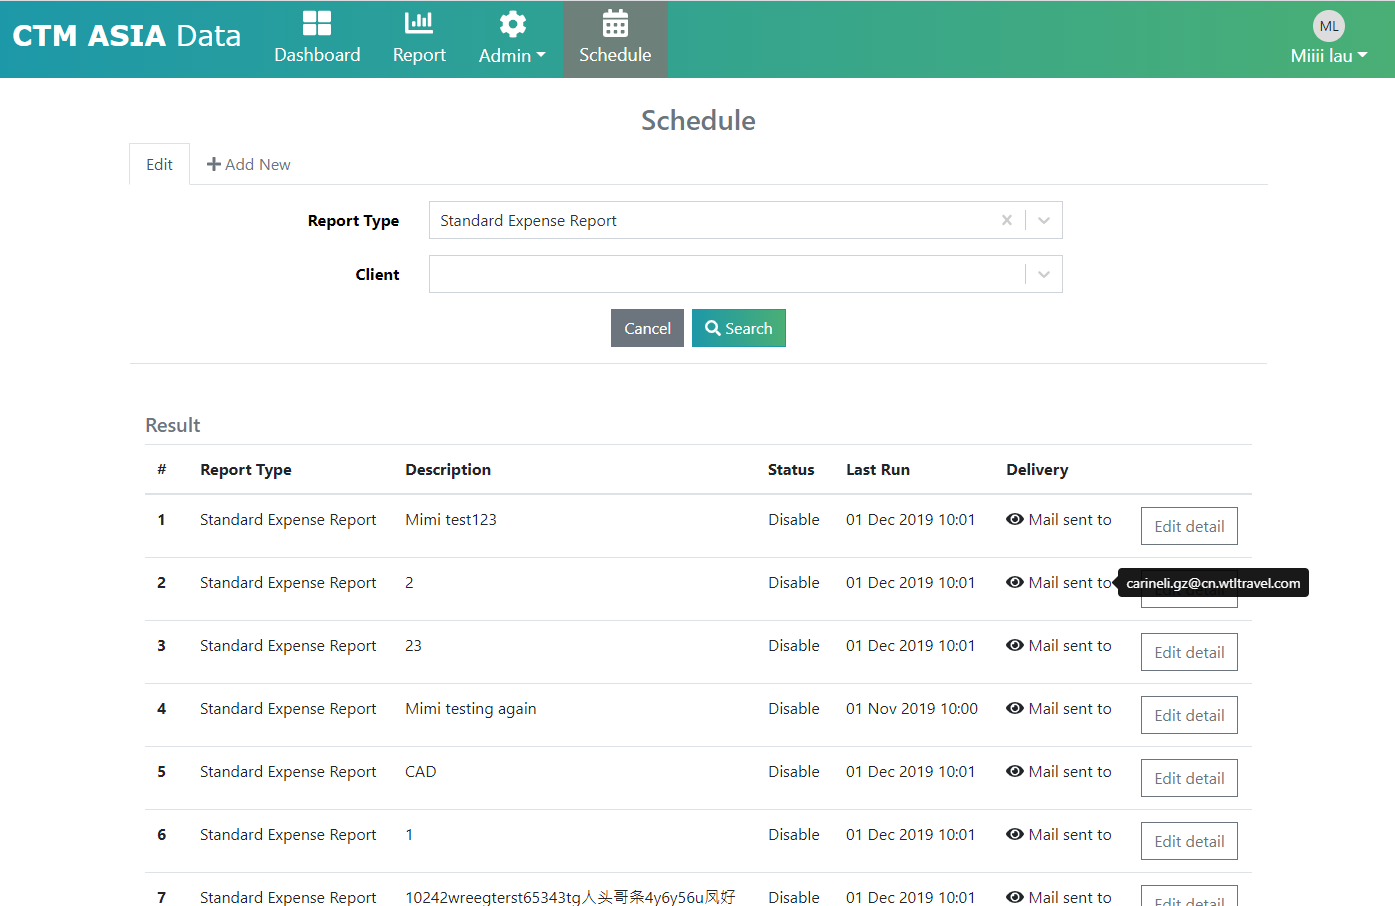 CTM ASIA Data
Dashboard
Report
Admin
Schedule
ML
Miiii lau
Schedule
Edit
Add New
Report Type
Standard Expense Report
Client
Cancel
Search
Result
# Report Type Description Status Last Run Delivery
1 Standard Expense Report Mimi test123 Disable 01 Dec 2019 10:01 Mail sent to Edit detail
2 Standard Expense Report 2 Disable 01 Dec 2019 10:01 Mail sent to carineli.gz@cn.wtltravel.com
3 Standard Expense Report 23 Disable 01 Dec 2019 10:01 Mail sent to Edit detail
4 Standard Expense Report Mimi testing again Disable 01 Nov 2019 10:00 Mail sent to Edit detail
5 Standard Expense Report CAD Disable 01 Dec 2019 10:01 Mail sent to Edit detail
6 Standard Expense Report 1 Disable 01 Dec 2019 10:01 Mail sent to Edit detail
7 Standard Expense Report 10242wreegterst65343tg人头哥条4y6y56u风好 Disable 01 Dec 2019 10:01 Mail sent to Edit detail